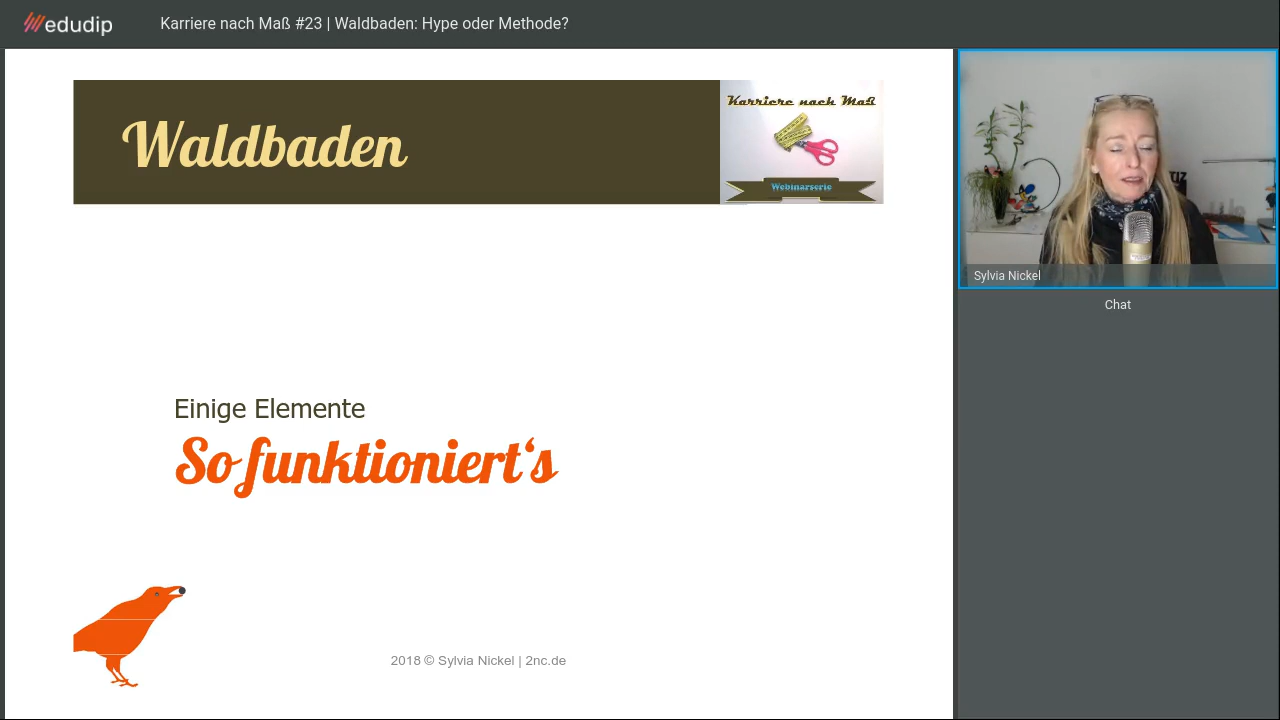 edudip
Karriere nach Maß #23 | Waldbaden: Hype oder Methode?
Waldbaden
Karriere nach Maß
Webinarserie
Sylvia Nickel
Chat
Einige Elemente
So funktioniert‘s
2018 © Sylvia Nickel | 2nc.de